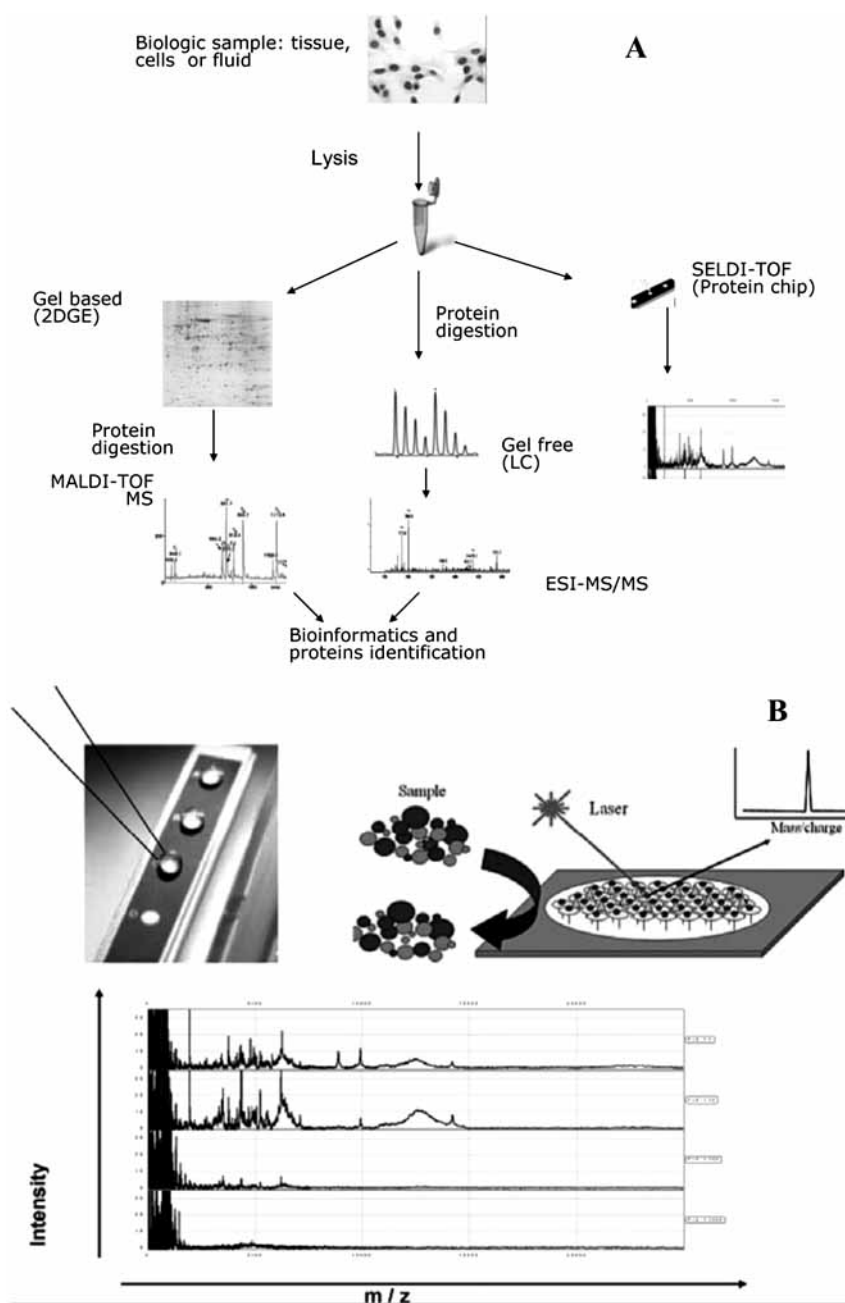 Biologic sample: tissue,
cells or fluid
A
Lysis
Gel based
(2DGE)
Protein
digestion
SELDI-TOF
(Protein chip)
Protein
digestion
Gel free
(LC)
MALDI-TOF
MS
ESI-MS/MS
Bioinformatics and
proteins identification
B
Sample
Laser
Mass/charge
Intensity
m / z